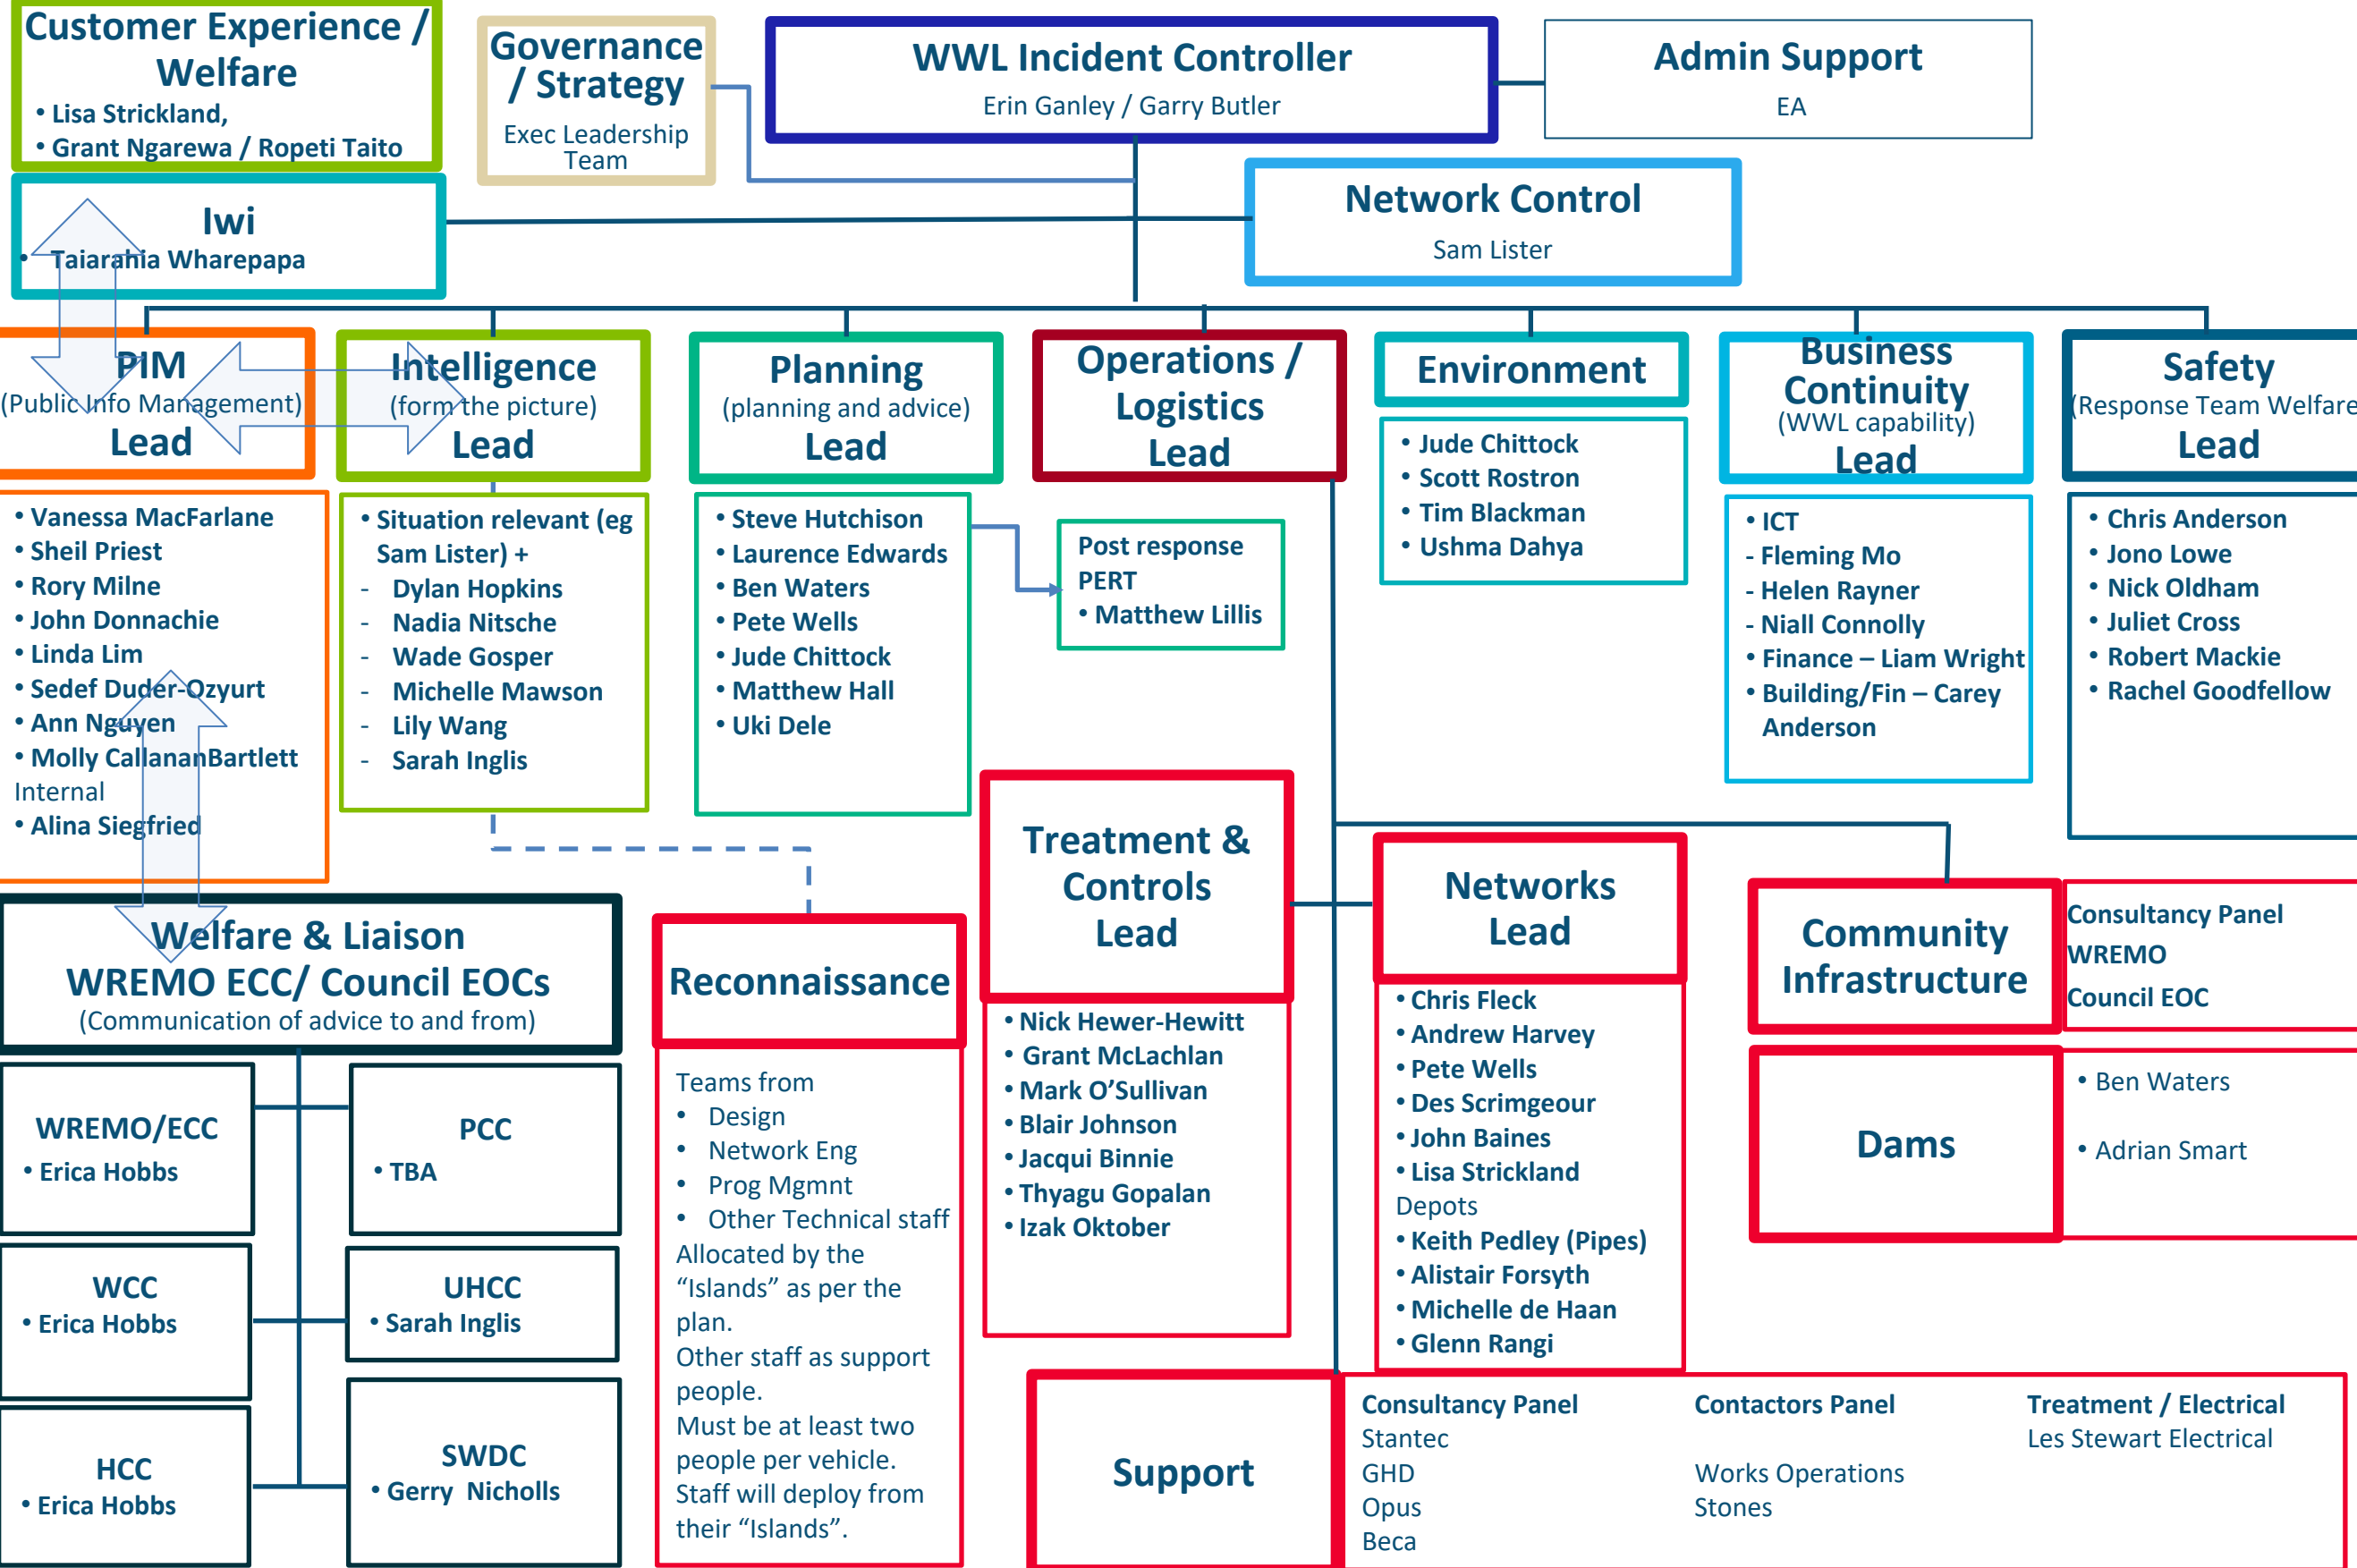 Customer Experience /
Welfare
• Lisa Strickland,
• Grant Ngarewa / Ropeti Taito
Governance
/ Strategy
Exec Leadership
Team
WWL Incident Controller
Erin Ganley / Garry Butler
Admin Support
EA
Iwi
• Taiarahia Wharepapa
Network Control
Sam Lister
PIM
(Public Info Management)
Lead
Intelligence
(form the picture)
Lead
Planning
(planning and advice)
Lead
Operations /
Logistics
Lead
Environment
Business
Continuity
(WWL capability)
Lead
Safety
(Response Team Welfare
Lead
• Vanessa MacFarlane
• Sheil Priest
• Rory Milne
• John Donnachie
• Linda Lim
• Sedef Duder-Ozyurt
• Ann Nguyen
• Molly CallananBartlett
Internal
• Alina Siegfried
• Situation relevant (eg
Sam Lister) +
- Dylan Hopkins
- Nadia Nitsche
- Wade Gosper
- Michelle Mawson
- Lily Wang
- Sarah Inglis
• Steve Hutchison
• Laurence Edwards
• Ben Waters
• Pete Wells
• Jude Chittock
• Matthew Hall
• Uki Dele
Post response
PERT
• Matthew Lillis
• Jude Chittock
• Scott Rostron
• Tim Blackman
• Ushma Dahya
• ICT
- Fleming Mo
- Helen Rayner
- Niall Connolly
• Finance – Liam Wright
• Building/Fin – Carey
Anderson
• Chris Anderson
• Jono Lowe
• Nick Oldham
• Juliet Cross
• Robert Mackie
• Rachel Goodfellow
Welfare & Liaison
WREMO ECC/ Council EOCs
(Communication of advice to and from)
WREMO/ECC
• Erica Hobbs
PCC
• TBA
WCC
• Erica Hobbs
UHCC
• Sarah Inglis
HCC
• Erica Hobbs
SWDC
• Gerry Nicholls
Reconnaissance
Teams from
• Design
• Network Eng
• Prog Mgmnt
• Other Technical staff
Allocated by the
“Islands” as per the
plan.
Other staff as support
people.
Must be at least two
people per vehicle.
Staff will deploy from
their “Islands”.
Treatment &
Controls
Lead
• Nick Hewer-Hewitt
• Grant McLachlan
• Mark O’Sullivan
• Blair Johnson
• Jacqui Binnie
• Thyagu Gopalan
• Izak Oktober
Networks
Lead
• Chris Fleck
• Andrew Harvey
• Pete Wells
• Des Scrimgeour
• John Baines
• Lisa Strickland
Depots
• Keith Pedley (Pipes)
• Alistair Forsyth
• Michelle de Haan
• Glenn Rangi
Community
Infrastructure
Consultancy Panel
WREMO
Council EOC
Dams
• Ben Waters
• Adrian Smart
Support
Consultancy Panel
Stantec
GHD
Opus
Beca
Contactors Panel
Works Operations
Stones
Treatment / Electrical
Les Stewart Electrical